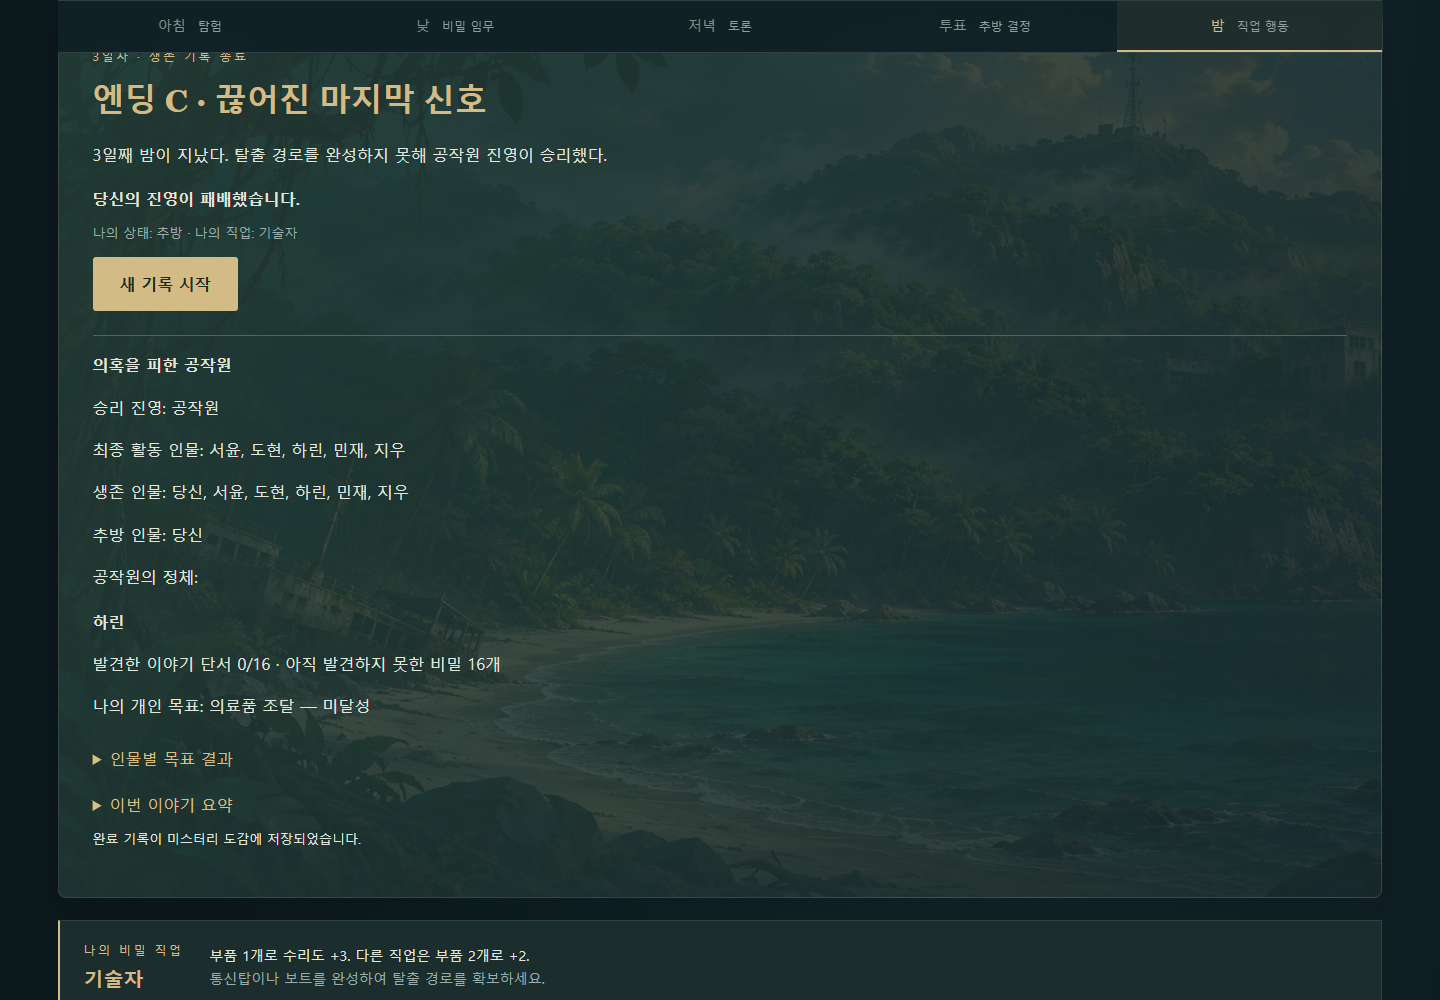 아침 탐험
낮 비밀 임무
저녁 토론
투표 추방 결정
밤 직업 행동
3일차 · 생존 기록 종료
엔딩 C · 끊어진 마지막 신호
3일째 밤이 지났다. 탈출 경로를 완성하지 못해 공작원 진영이 승리했다.
당신의 진영이 패배했습니다.
나의 상태: 추방 · 나의 직업: 기술자
새 기록 시작
의혹을 피한 공작원
승리 진영: 공작원
최종 활동 인물: 서윤, 도현, 하린, 민재, 지우
생존 인물: 당신, 서윤, 도현, 하린, 민재, 지우
추방 인물: 당신
공작원의 정체:
하린
발견한 이야기 단서 0/16 · 아직 발견하지 못한 비밀 16개
나의 개인 목표: 의료품 조달 — 미달성
▶ 인물별 목표 결과
▶ 이번 이야기 요약
완료 기록이 미스터리 도감에 저장되었습니다.
나의 비밀 직업
기술자
부품 1개로 수리도 +3. 다른 직업은 부품 2개로 +2.
통신탑이나 보트를 완성하여 탈출 경로를 확보하세요.